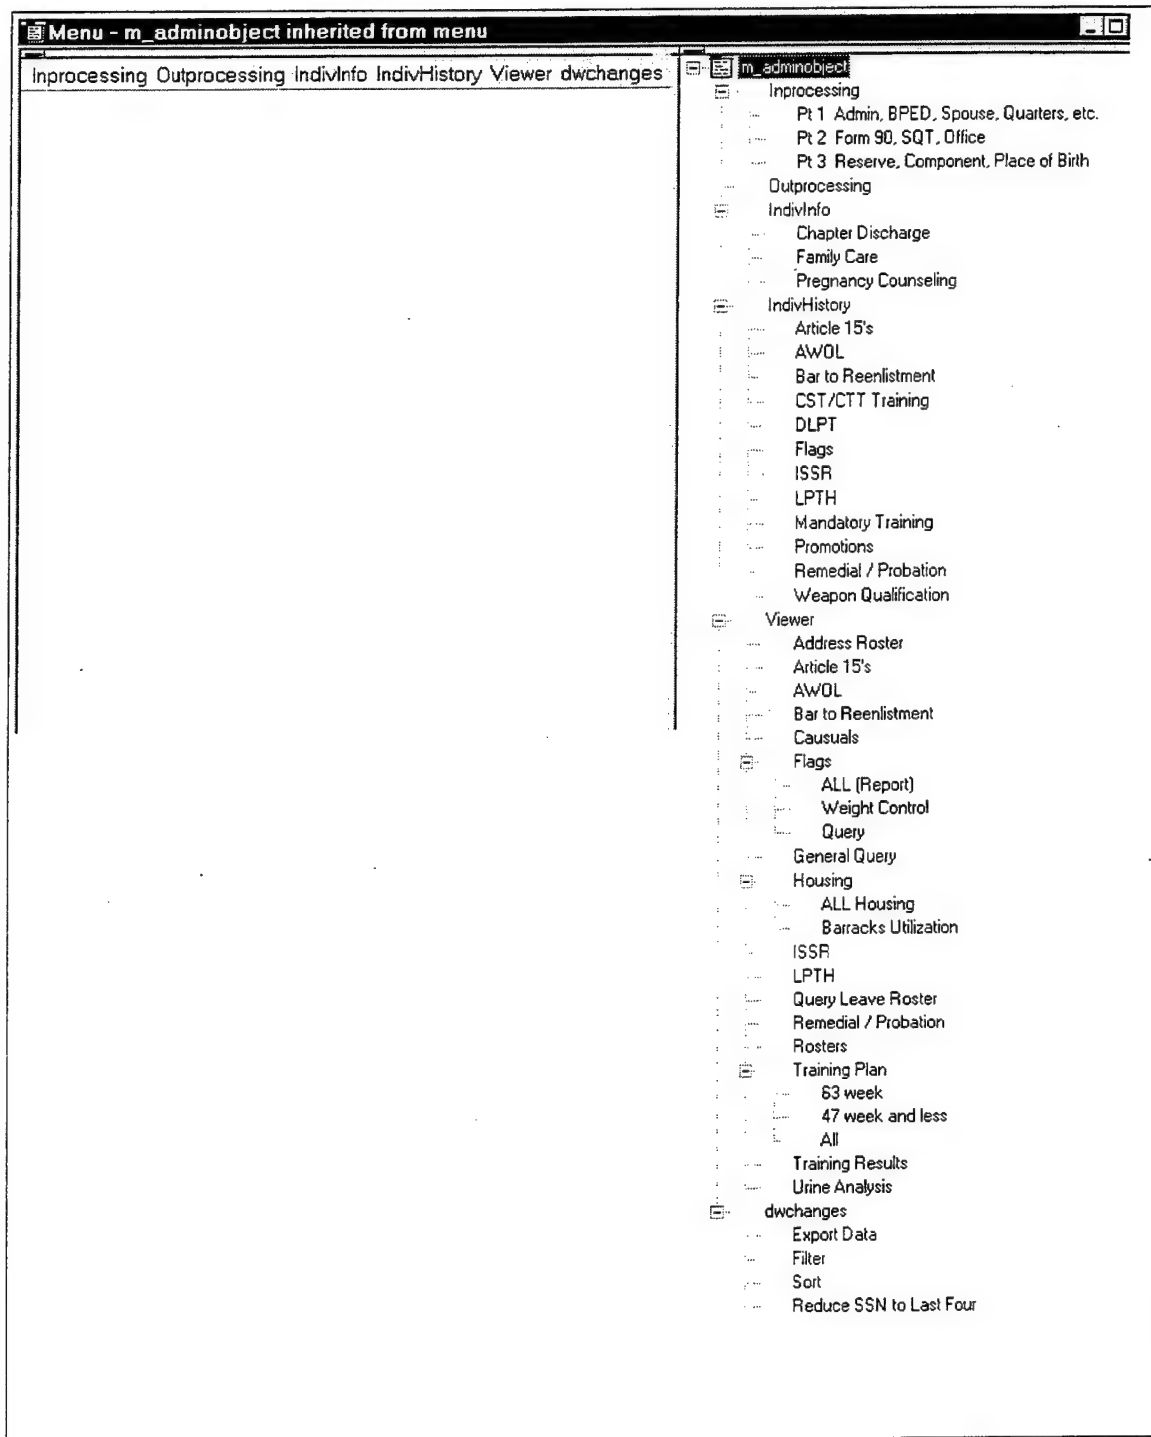 Menu - m_adminobject inherited from menu
Inprocessing Outprocessing IndivInfo IndivHistory Viewer dwchanges
m_adminobject
Inprocessing
Pt 1 Admin, BPED, Spouse, Quarters, etc.
Pt 2 Form 90, SQT, Office
Pt 3 Reserve, Component, Place of Birth
Outprocessing
IndivInfo
Chapter Discharge
Family Care
Pregnancy Counseling
IndivHistory
Article 15's
AWOL
Bar to Reenlistment
CST/CTT Training
DLPT
Flags
ISSR
LPTH
Mandatory Training
Promotions
Remedial / Probation
Weapon Qualification
Viewer
Address Roster
Article 15's
AWOL
Bar to Reenlistment
Causuals
Flags
ALL (Report)
Weight Control
Query
General Query
Housing
ALL Housing
Barracks Utilization
ISSR
LPTH
Query Leave Roster
Remedial / Probation
Rosters
Training Plan
63 week
47 week and less
All
Training Results
Urine Analysis
dwchanges
Export Data
Filter
Sort
Reduce SSN to Last Four